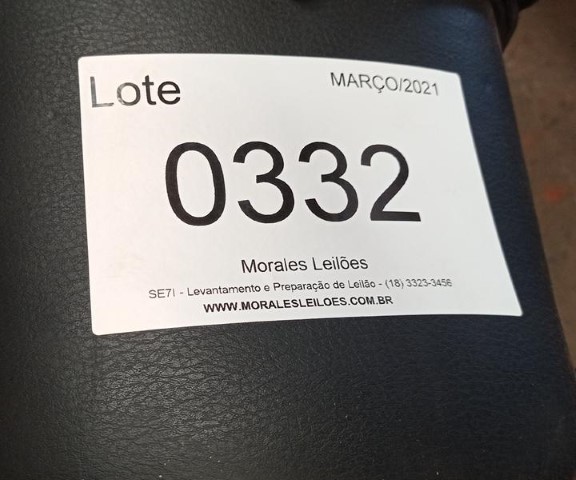 Lote MARÇO/2021
0332
Morales Leilões
SE7I - Levantamento e Preparação de Leilão - (18) 3323-3456
WWW.MORALESLEILOES.COM.BR